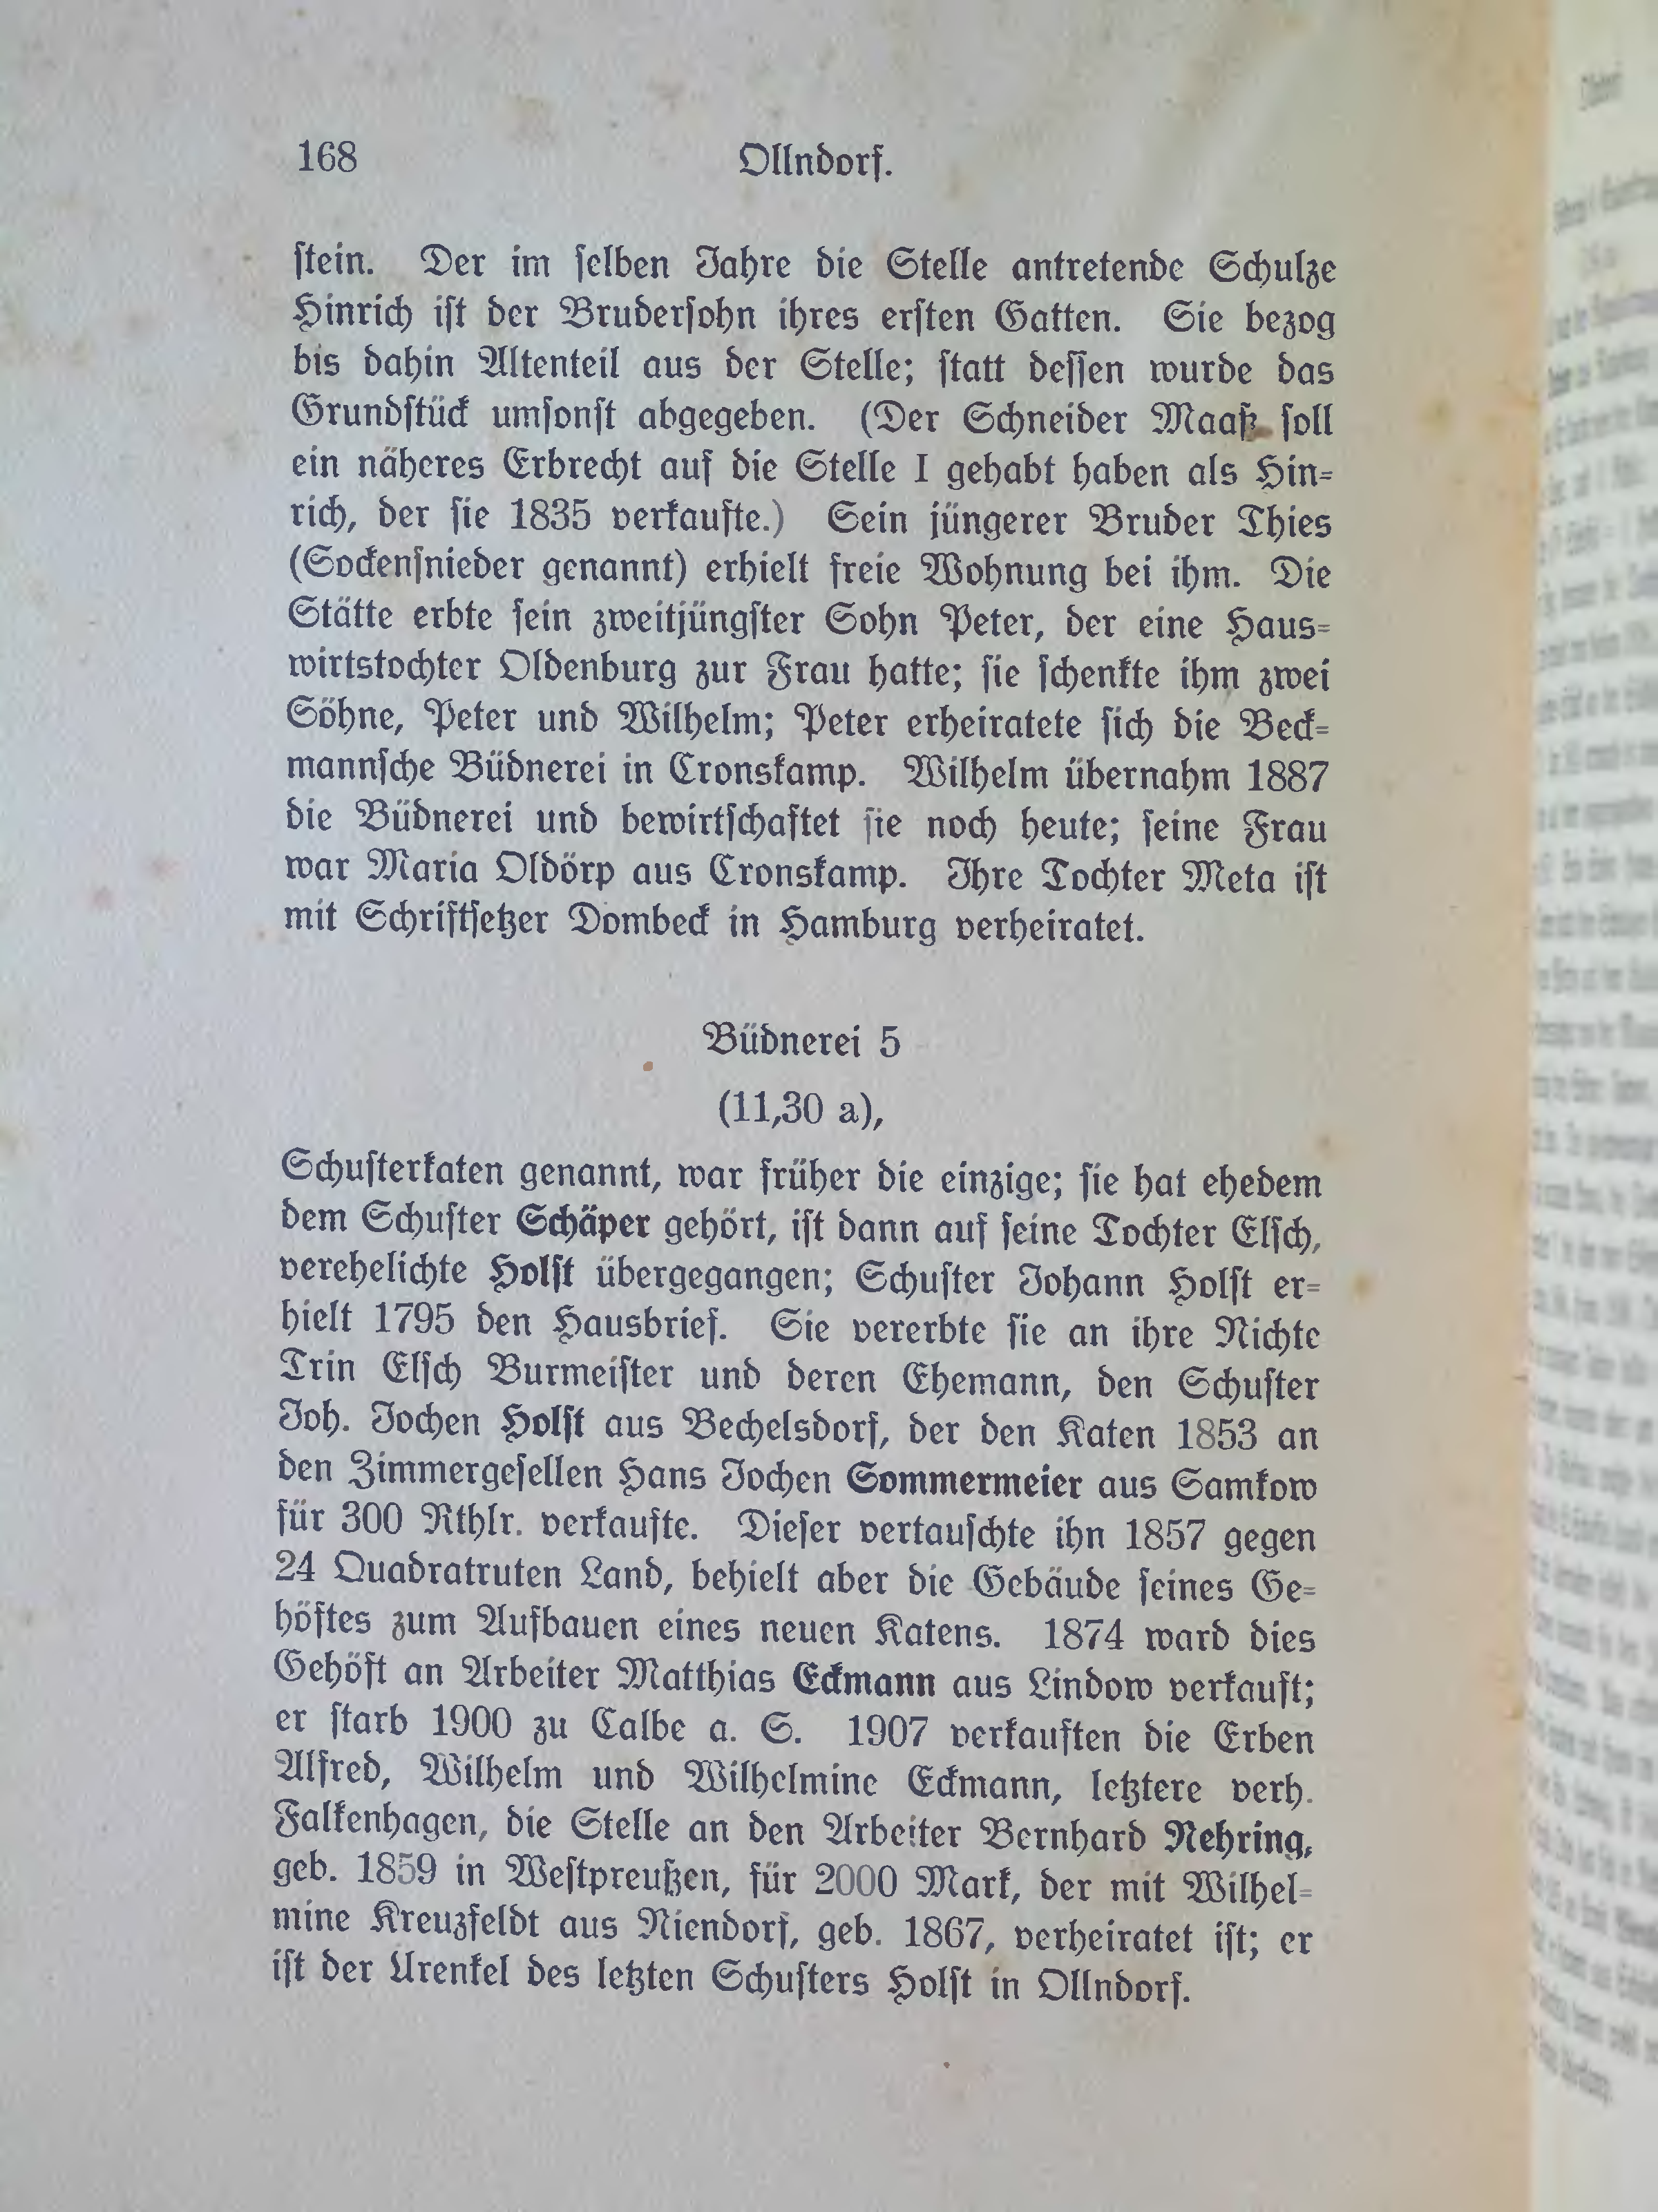 168 Ollndorf.
stein. Der im selben Jahre die Stelle antretende Schulze
Hinrich ist der Brudersohn ihres ersten Gatten. Sie bezog
bis dahin Altenteil aus der Stelle; statt dessen wurde das
Grundstück umsonst abgegeben. (Der Schneider Maaß soll
ein näheres Erbrecht auf die Stelle I gehabt haben als Hin-
rich, der sie 1835 verkaufte.) Sein jüngerer Bruder Thies
(Sockensnieder genannt) erhielt freie Wohnung bei ihm. Die
Stätte erbte sein zweitjüngster Sohn Peter, der eine Haus-
wirtstochter Oldenburg zur Frau hatte; sie schenkte ihm zwei
Söhne, Peter und Wilhelm; Peter erheiratete sich die Beck-
mannsche Büdnerei in Cronskamp. Wilhelm übernahm 1887
die Büdnerei und bewirtschaftet sie noch heute; seine Frau
war Maria Oldörp aus Cronskamp. Ihre Tochter Meta ist
mit Schriftsetzer Dombeck in Hamburg verheiratet.
Büdnerei 5
(11,30 a),
Schusterkaten genannt, war früher die einzige; sie hat ehedem
dem Schuster Schäper gehört, ist dann auf seine Tochter Elsch,
verehelichte Holst übergegangen; Schuster Johann Holst er-
hielt 1795 den Hausbrief. Sie vererbte sie an ihre Nichte
Trin Elsch Burmeister und deren Ehemann, den Schuster
Joh. Jochen Holst aus Bechelsdorf, der den Katen 1853 an
den Zimmergesellen Hans Jochen Sommermeier aus Samkow
für 300 Rthlr. verkaufte. Dieser vertauschte ihn 1857 gegen
24 Quadratruten Land, behielt aber die Gebäude seines Ge-
höftes zum Aufbauen eines neuen Katens. 1874 ward dies
Gehöft an Arbeiter Matthias Eckmann aus Lindow verkauft;
er starb 1900 zu Calbe a. S. 1907 verkauften die Erben
Alfred, Wilhelm und Wilhelmine Eckmann, letztere verh.
Falkenhagen, die Stelle an den Arbeiter Bernhard Nehring,
geb. 1859 in Westpreußen, für 2000 Mark, der mit Wilhel-
mine Kreuzfeldt aus Niendorf, geb. 1867, verheiratet ist; er
ist der Urenkel des letzten Schusters Holst in Ollndorf.